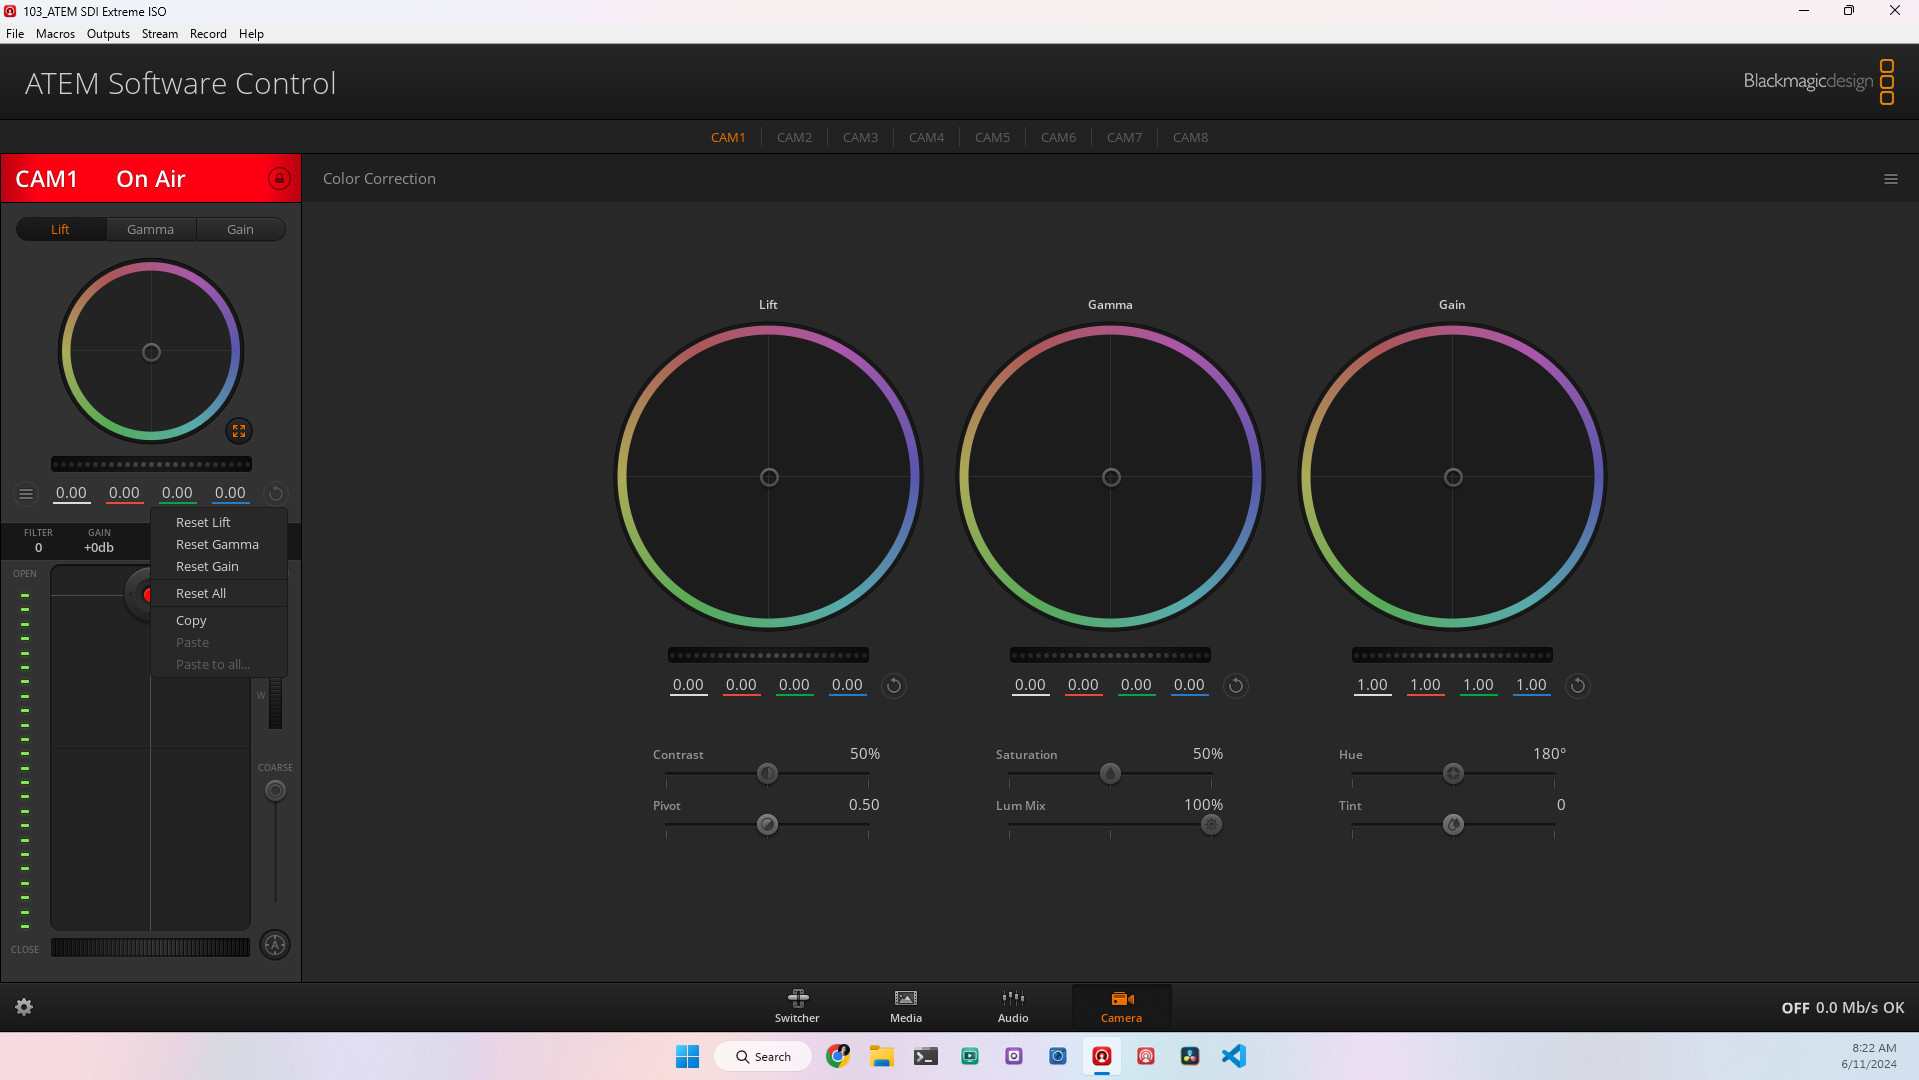 103_ATEM SDI Extreme ISO
File Macros Outputs Stream Record Help
ATEM Software Control
Blackmagicdesign
CAM1 CAM2 CAM3 CAM4 CAM5 CAM6 CAM7 CAM8
CAM1 On Air
Color Correction
Lift Gamma Gain
0.00 0.00 0.00 0.00
Reset Lift
Reset Gamma
Reset Gain
Reset All
Copy
Paste
Paste to all...
FILTER GAIN
0 +0db
OPEN
W
COARSE
CLOSE
A
Lift Gamma Gain
0.00 0.00 0.00 0.00 0.00 0.00 0.00 0.00 1.00 1.00 1.00 1.00
Contrast 50% Saturation 50% Hue 180°
Pivot 0.50 Lum Mix 100% Tint 0
Switcher Media Audio Camera
OFF 0.0 Mb/s OK
Search
8:22 AM
6/11/2024